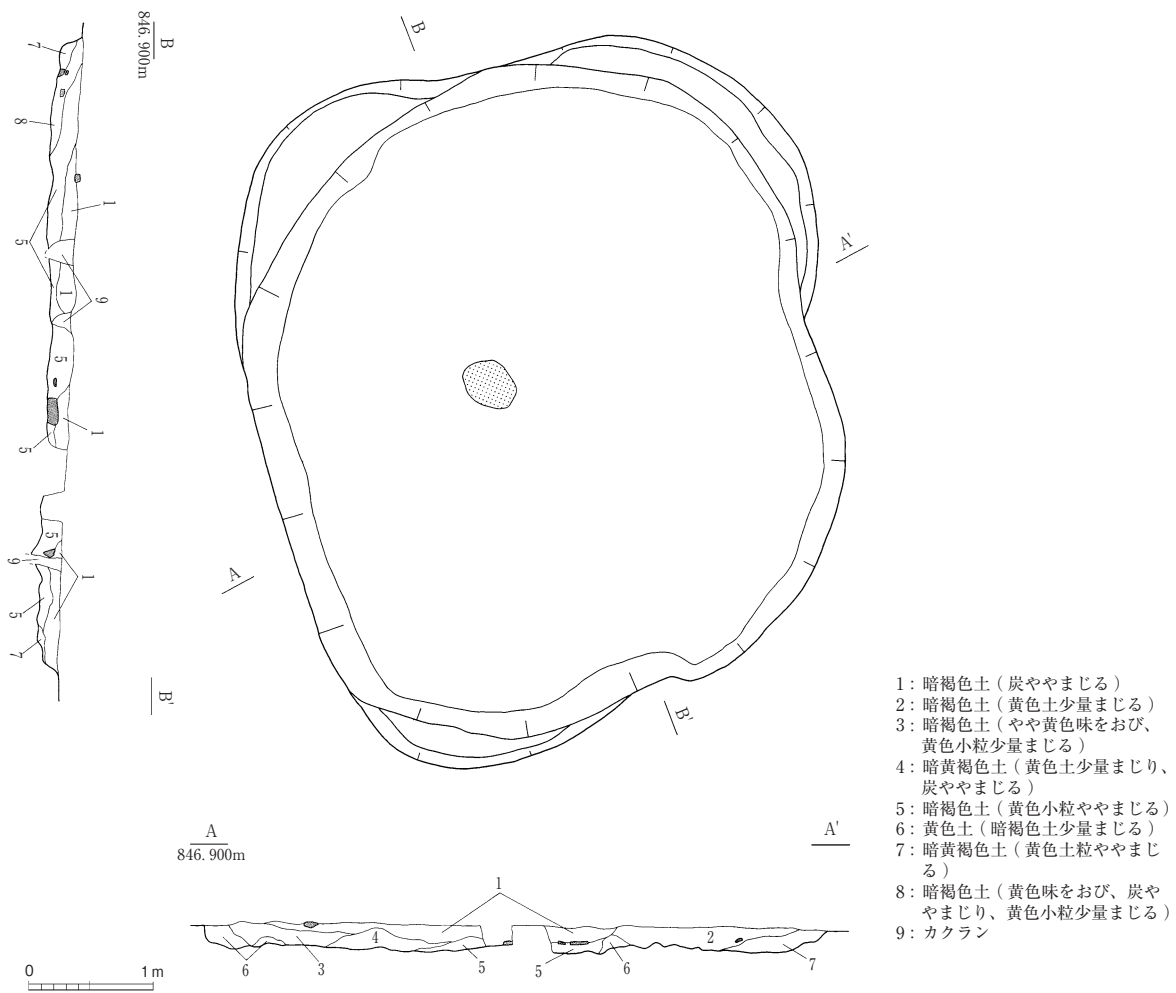 B
846.900m
7
8
1
5
1
9
5
1
5
5
9
1
5
7
B'
B
A'
A
B'
A
846.900m
A'
1
4
2
6
3
5
5
6
7
0
1m
1：暗褐色土（炭ややまじる）
2：暗褐色土（黄色土少量まじる）
3：暗褐色土（やや黄色味をおび、
黄色小粒少量まじる）
4：暗黄褐色土（黄色土少量まじり、
炭ややまじる）
5：暗褐色土（黄色小粒ややまじる）
6：黄色土（暗褐色土少量まじる）
7：暗黄褐色土（黄色土粒ややまじ
る）
8：暗褐色土（黄色味をおび、炭や
やまじり、黄色小粒少量まじる）
9：カクラン